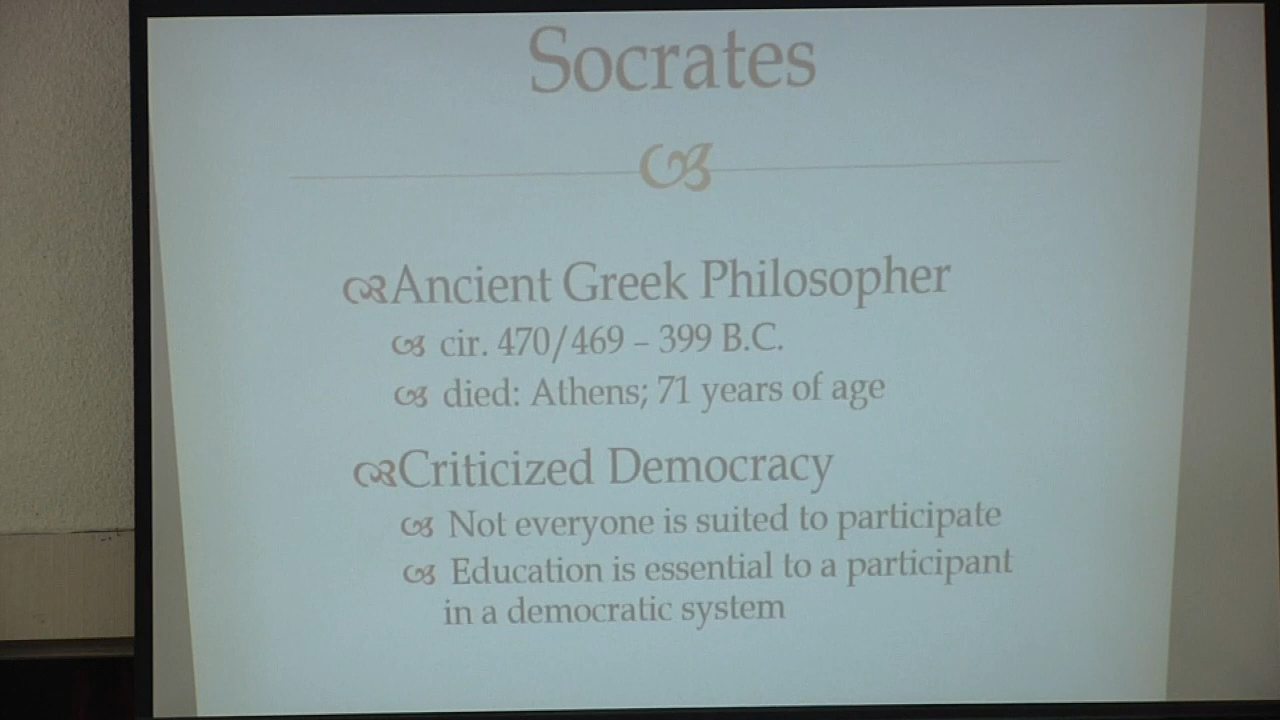 Socrates
Ancient Greek Philosopher
cir. 470/469 – 399 B.C.
died: Athens; 71 years of age
Criticized Democracy
Not everyone is suited to participate
Education is essential to a participant
in a democratic system